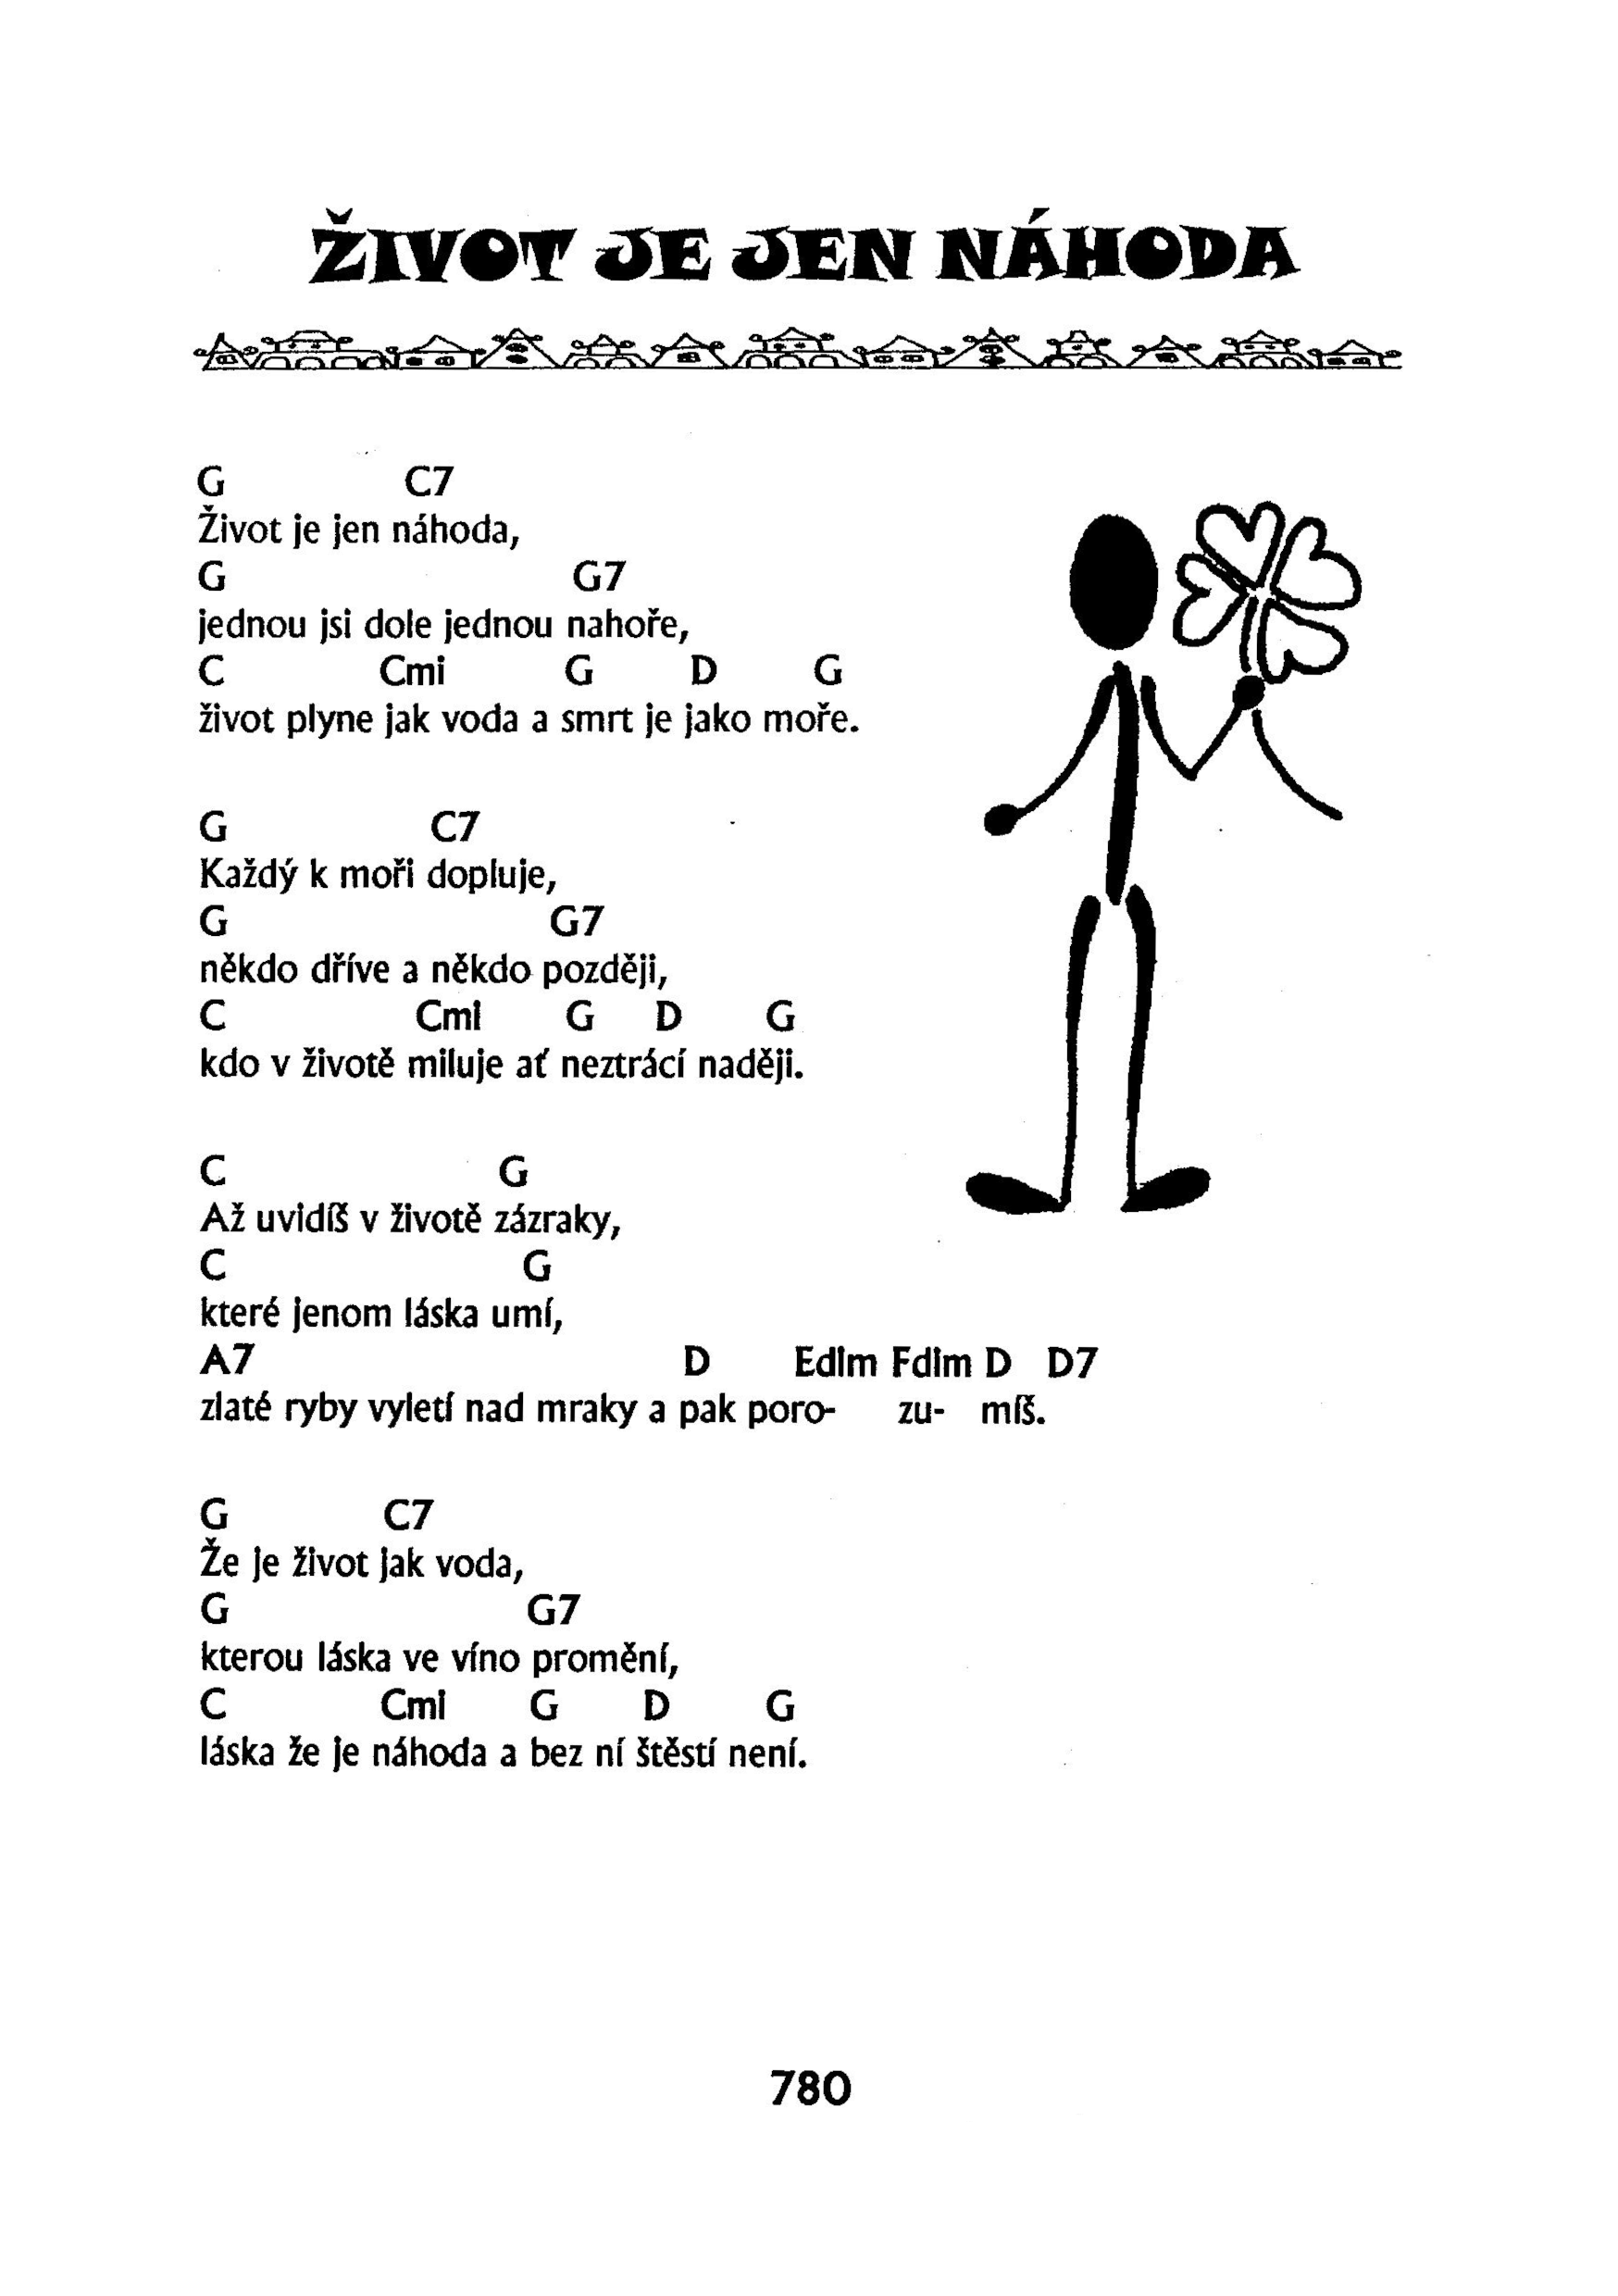 ŽIVOT JE JEN NÁHODA
G C7
Život je jen náhoda,
G G7
jednou jsi dole jednou nahoře,
C Cmi G D G
život plyne jak voda a smrt je jako moře.
G C7
Každý k moři dopluje,
G G7
někdo dříve a někdo později,
C Cmi G D G
kdo v životě miluje ať neztrácí naději.
C G
Až uvidíš v životě zázraky,
C G
které jenom láska umí,
A7 D Edim Fdim D D7
zlaté ryby vyletí nad mraky a pak poro- zu- míš.
G C7
Že je život jak voda,
G G7
kterou láska ve víno promění,
C Cmi G D G
láska že je náhoda a bez ní štěstí není.
780